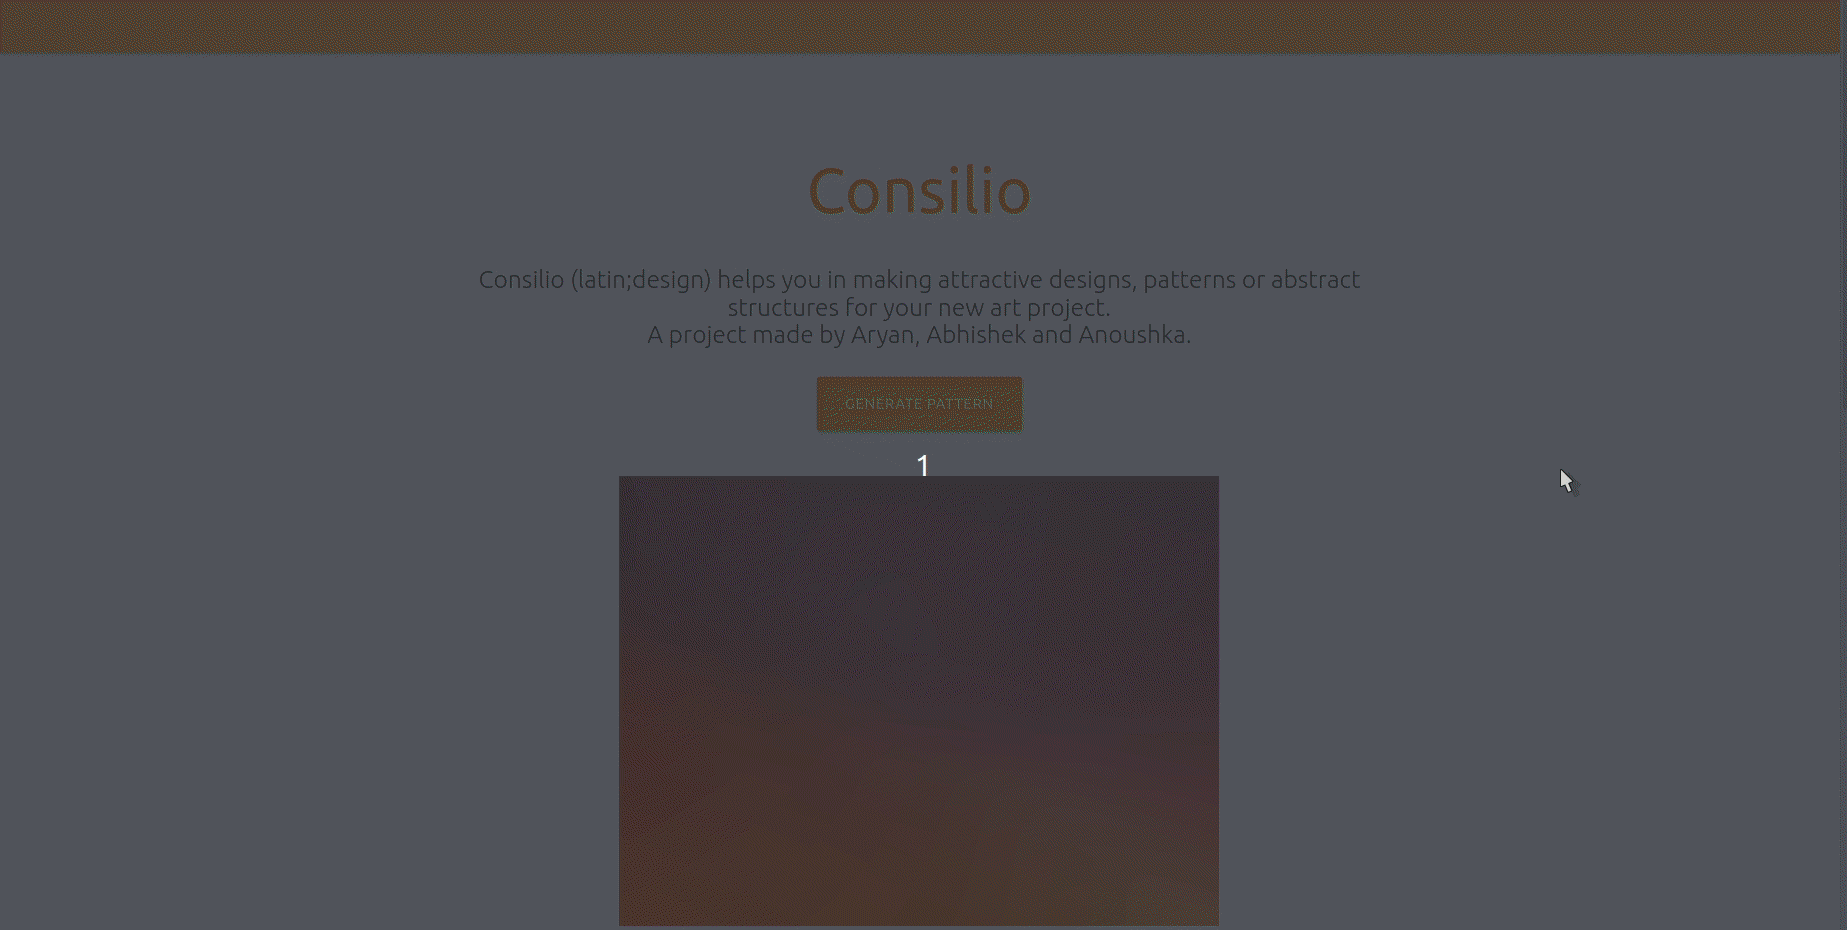 Consilio
Consilio (latin;design) helps you in making attractive designs, patterns or abstract
structures for your new art project.
A project made by Aryan, Abhishek and Anoushka.
GENERATE PATTERN
1